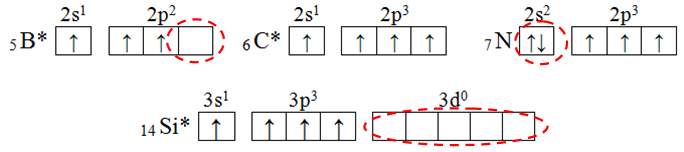 2s¹ 2p² 2s¹ 2p³ 2s² 2p³
₅B* ↑ ↑ ↑ ₆C* ↑ ↑ ↑ ↑ ₇N ↑↓ ↑ ↑ ↑
3s¹ 3p³ 3d⁰
₁₄Si* ↑ ↑ ↑ ↑